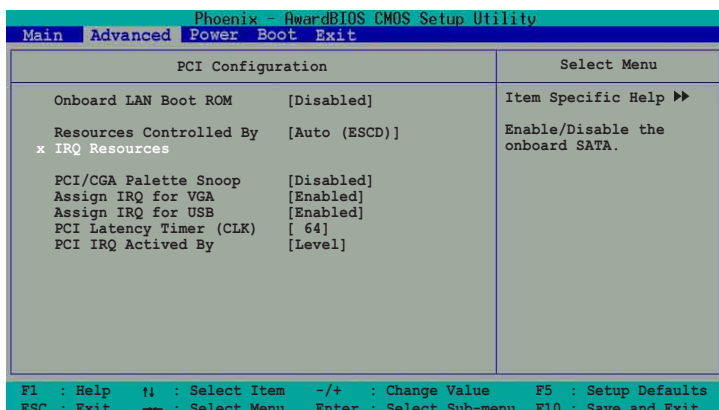 Phoenix - AwardBIOS CMOS Setup Utility
Main Advanced Power Boot Exit
PCI Configuration
Select Menu
Onboard LAN Boot ROM [Disabled]
Resources Controlled By [Auto (ESCD)]
x IRQ Resources
PCI/CGA Palette Snoop [Disabled]
Assign IRQ for VGA [Enabled]
Assign IRQ for USB [Enabled]
PCI Latency Timer (CLK) [ 64]
PCI IRQ Actived By [Level]
Item Specific Help ▶▶
Enable/Disable the
onboard SATA.
F1 : Help ↑↓ : Select Item -/+ : Change Value F5 : Setup Defaults
ESC : Exit →← : Select Menu Enter : Select Sub-menu F10 : Save and Exit